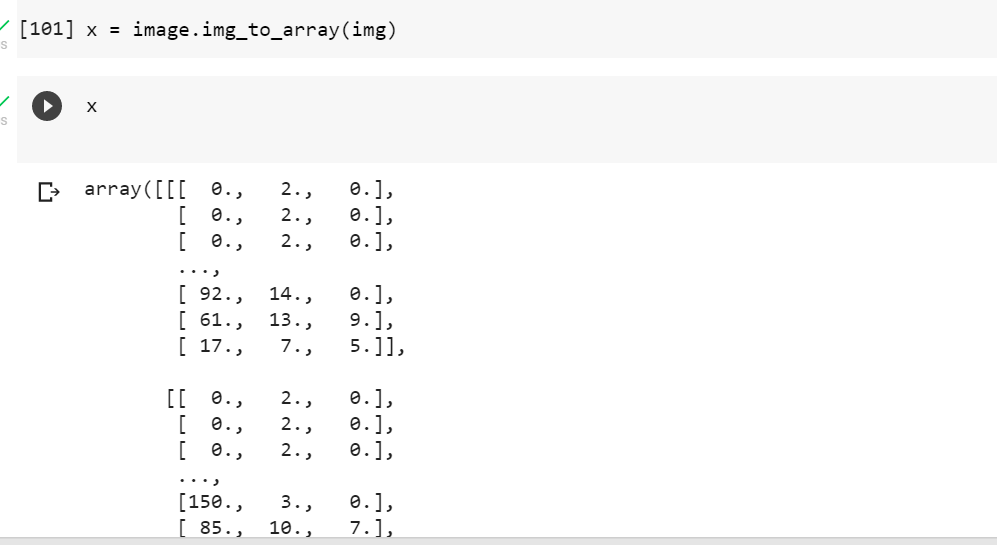 [101] x = image.img_to_array(img)
s
x
s
array([[[  0.,   2.,   0.],
        [  0.,   2.,   0.],
        [  0.,   2.,   0.],
        ...,
        [ 92.,  14.,   0.],
        [ 61.,  13.,   9.],
        [ 17.,   7.,   5.]],
       [[  0.,   2.,   0.],
        [  0.,   2.,   0.],
        [  0.,   2.,   0.],
        ...,
        [150.,   3.,   0.],
        [ 85.,  10.,   7.],